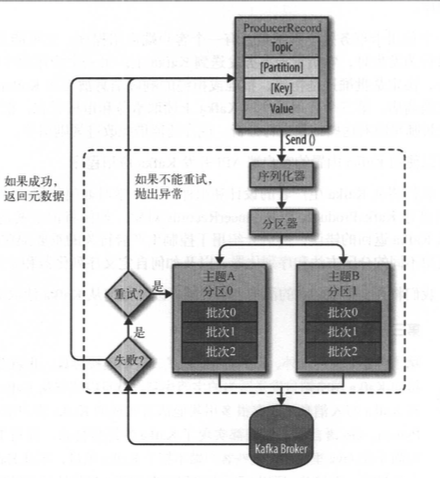 ProducerRecord
Topic
[Partition]
[Key]
Value
Send ()
如果成功，
返回元数据
如果不能重试，
抛出异常
序列化器
分区器
主题A
分区0
批次0
批次1
批次2
主题B
分区1
批次0
批次1
批次2
重试？
是
是
失败？
Kafka Broker